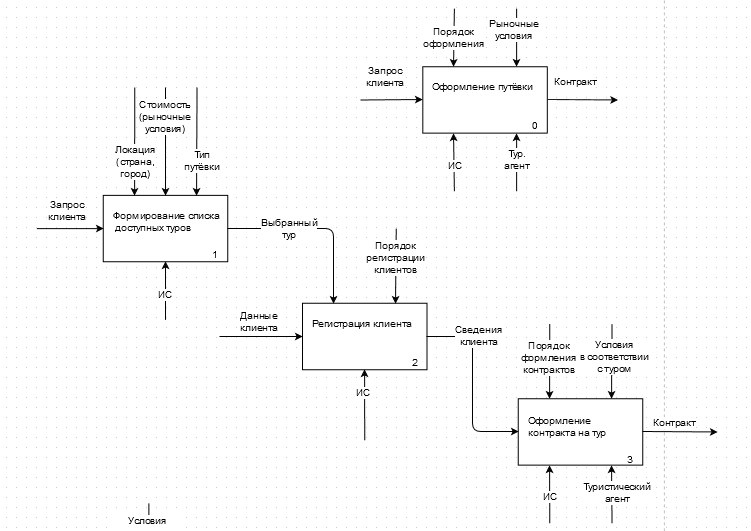 Порядок
оформления
Рыночные
условия
Запрос
клиента
Оформление путёвки
0
Контракт
ИС
Тур.
агент
Стоимость
(рыночные
условия)
Локация
(страна,
город)
Тип
путёвки
Запрос
клиента
Формирование списка
доступных туров
1
ИС
Выбранный
тур
Порядок
регистрации
клиентов
Данные
клиента
Регистрация клиента
2
ИС
Сведения
клиента
Порядок
формления
контрактов
Условия
в соответствии
с туром
Оформление
контракта на тур
3
Контракт
ИС
Туристический
агент
Условия